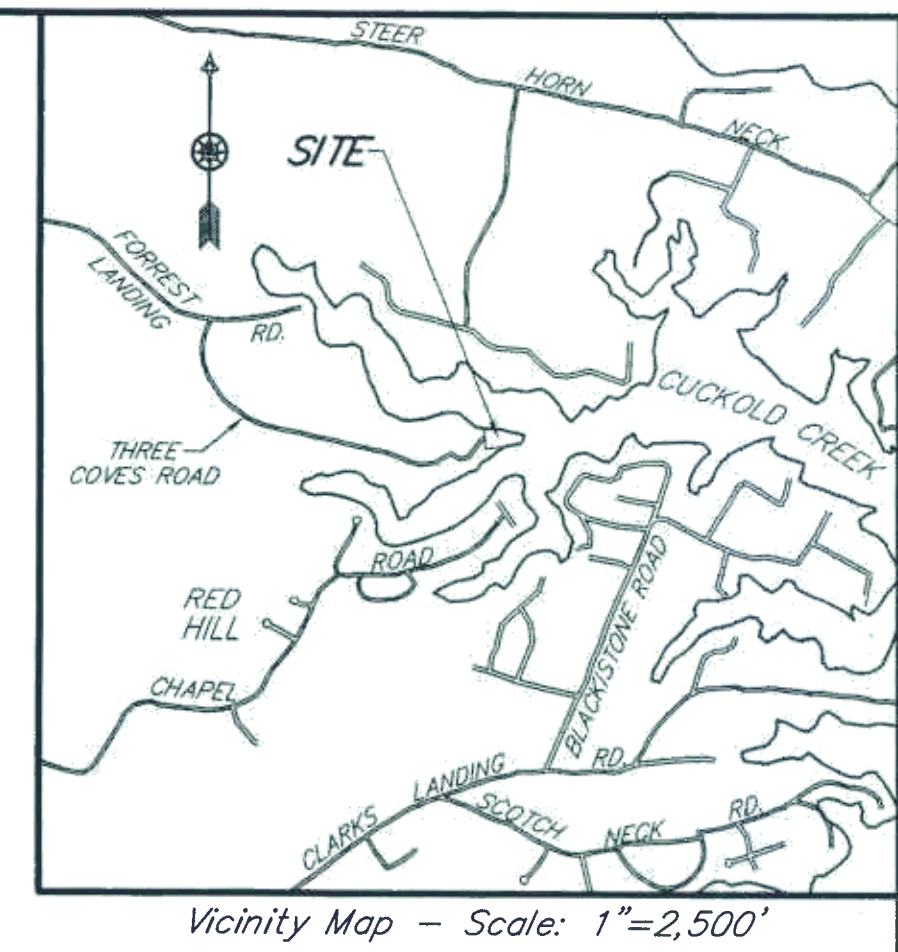 STEER
HORN
NECK
SITE
FORREST
LANDING
RD.
CUCKOLD CREEK
THREE
COVES ROAD
ROAD
RED
HILL
BLACKISTONE ROAD
CHAPEL
CLARKS LANDING RD.
SCOTCH
NECK
RD.
Vicinity Map – Scale: 1"=2,500'